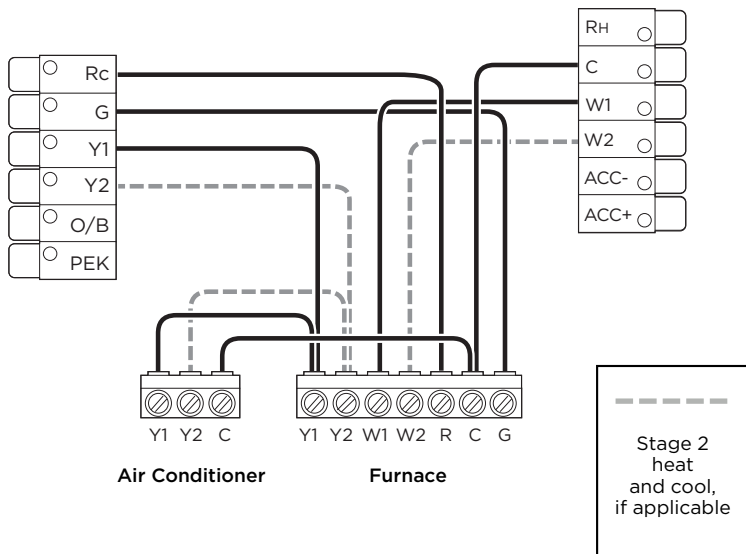 Rc
G
Y1
Y2
O/B
PEK
RH
C
W1
W2
ACC-
ACC+
Y1 Y2 C
Air Conditioner
Y1 Y2 W1 W2 R C G
Furnace
Stage 2
heat
and cool,
if applicable